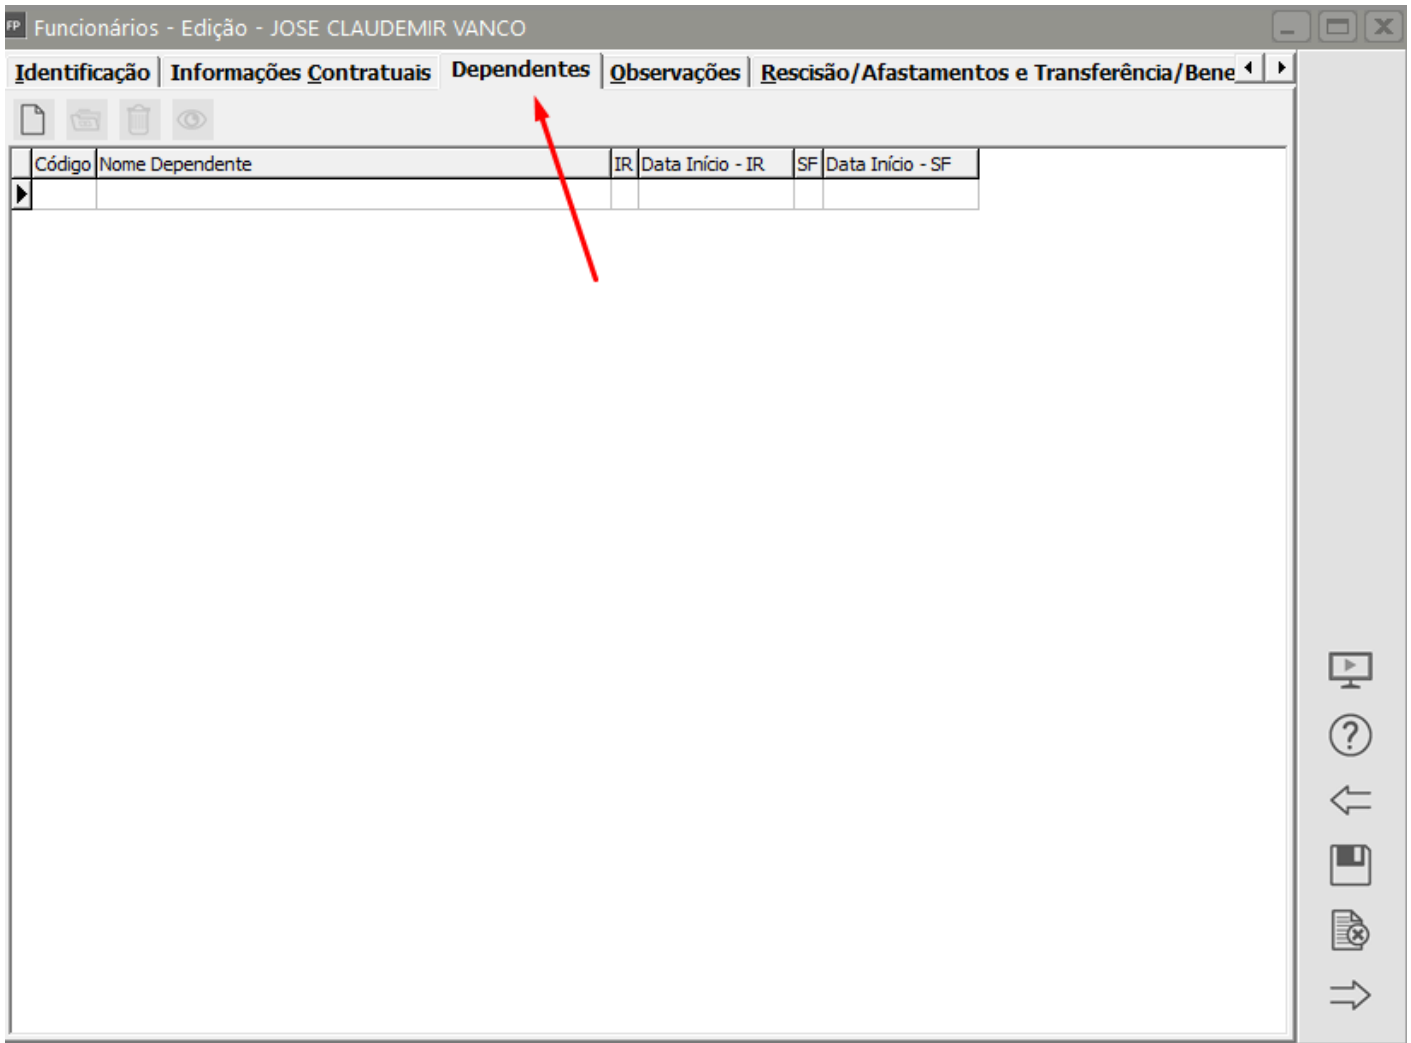 FP Funcionários - Edição - JOSE CLAUDEMIR VANCO
Identificação Informações Contratuais Dependentes Observações Rescisão/Afastamentos e Transferência/Bene
Código Nome Dependente IR Data Início - IR SF Data Início - SF
?